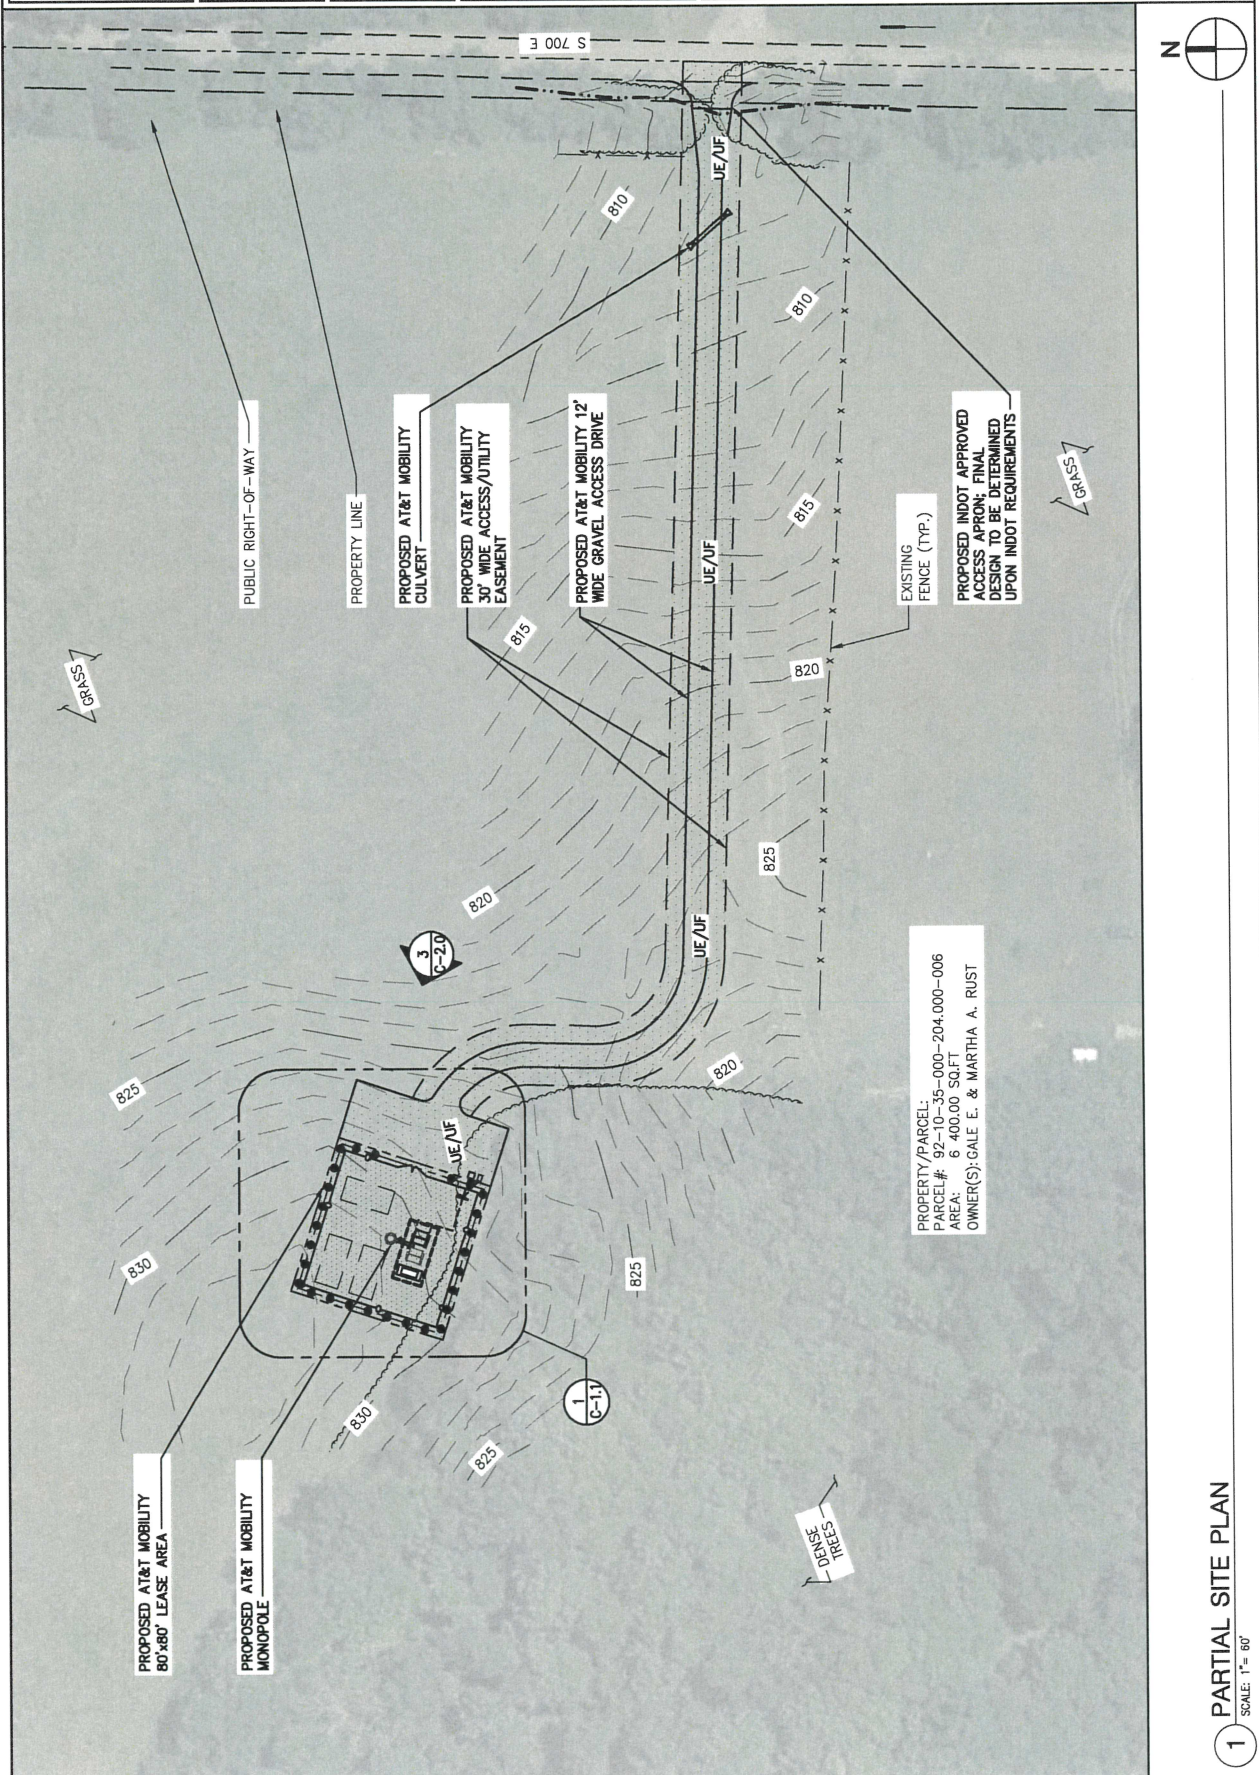 S 700 E
N
PUBLIC RIGHT-OF-WAY
PROPERTY LINE
PROPOSED AT&T MOBILITY
CULVERT
PROPOSED AT&T MOBILITY
30' WIDE ACCESS/UTILITY
EASEMENT
PROPOSED AT&T MOBILITY 12'
WIDE GRAVEL ACCESS DRIVE
EXISTING
FENCE (TYP.)
PROPOSED INDOT APPROVED
ACCESS APRON; FINAL
DESIGN TO BE DETERMINED
UPON INDOT REQUIREMENTS
GRASS
GRASS
UE/UF
UE/UF
UE/UF
UE/UF
810
810
815
815
820
820
825
825
820
830
825
830
825
3
C-2.0
1
C-1.1
PROPERTY/PARCEL:
PARCEL#: 92-10-35-000-204.000-006
AREA: 6 400.00 SQ.FT
OWNER(S): GALE E. & MARTHA A. RUST
PROPOSED AT&T MOBILITY
80'x80' LEASE AREA
PROPOSED AT&T MOBILITY
MONOPOLE
DENSE
TREES
1
PARTIAL SITE PLAN
SCALE: 1"= 60'